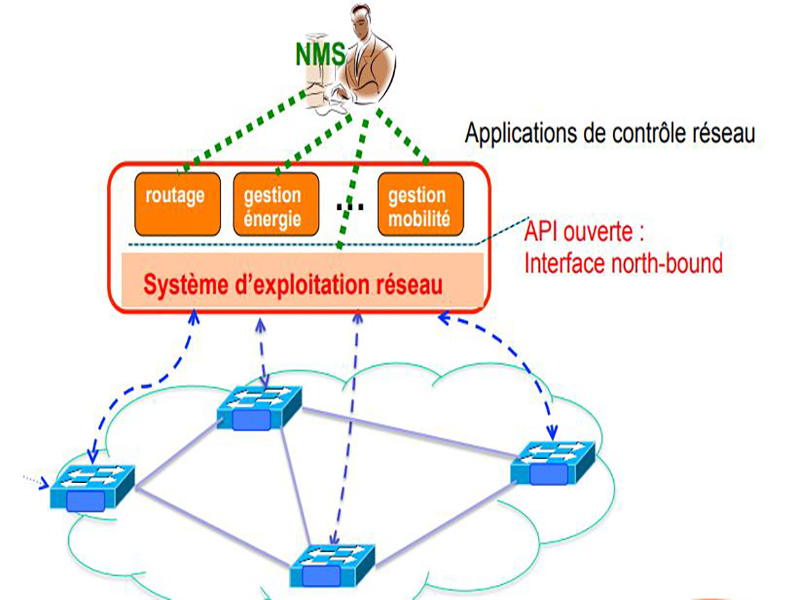 NMS
Applications de contrôle réseau
routage
gestion
énergie
...
gestion
mobilité
API ouverte :
Interface north-bound
Système d’exploitation réseau